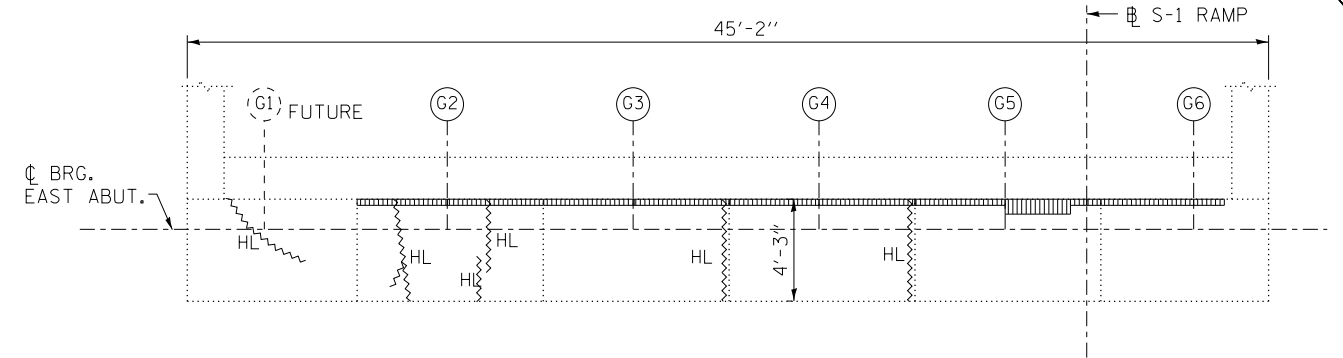 ℄ S-1 RAMP
45'-2"
G1 FUTURE
G2
G3
G4
G5
G6
℄ BRG.
EAST ABUT.
HL
HL
HL
HL
HL
HL
4'-3"